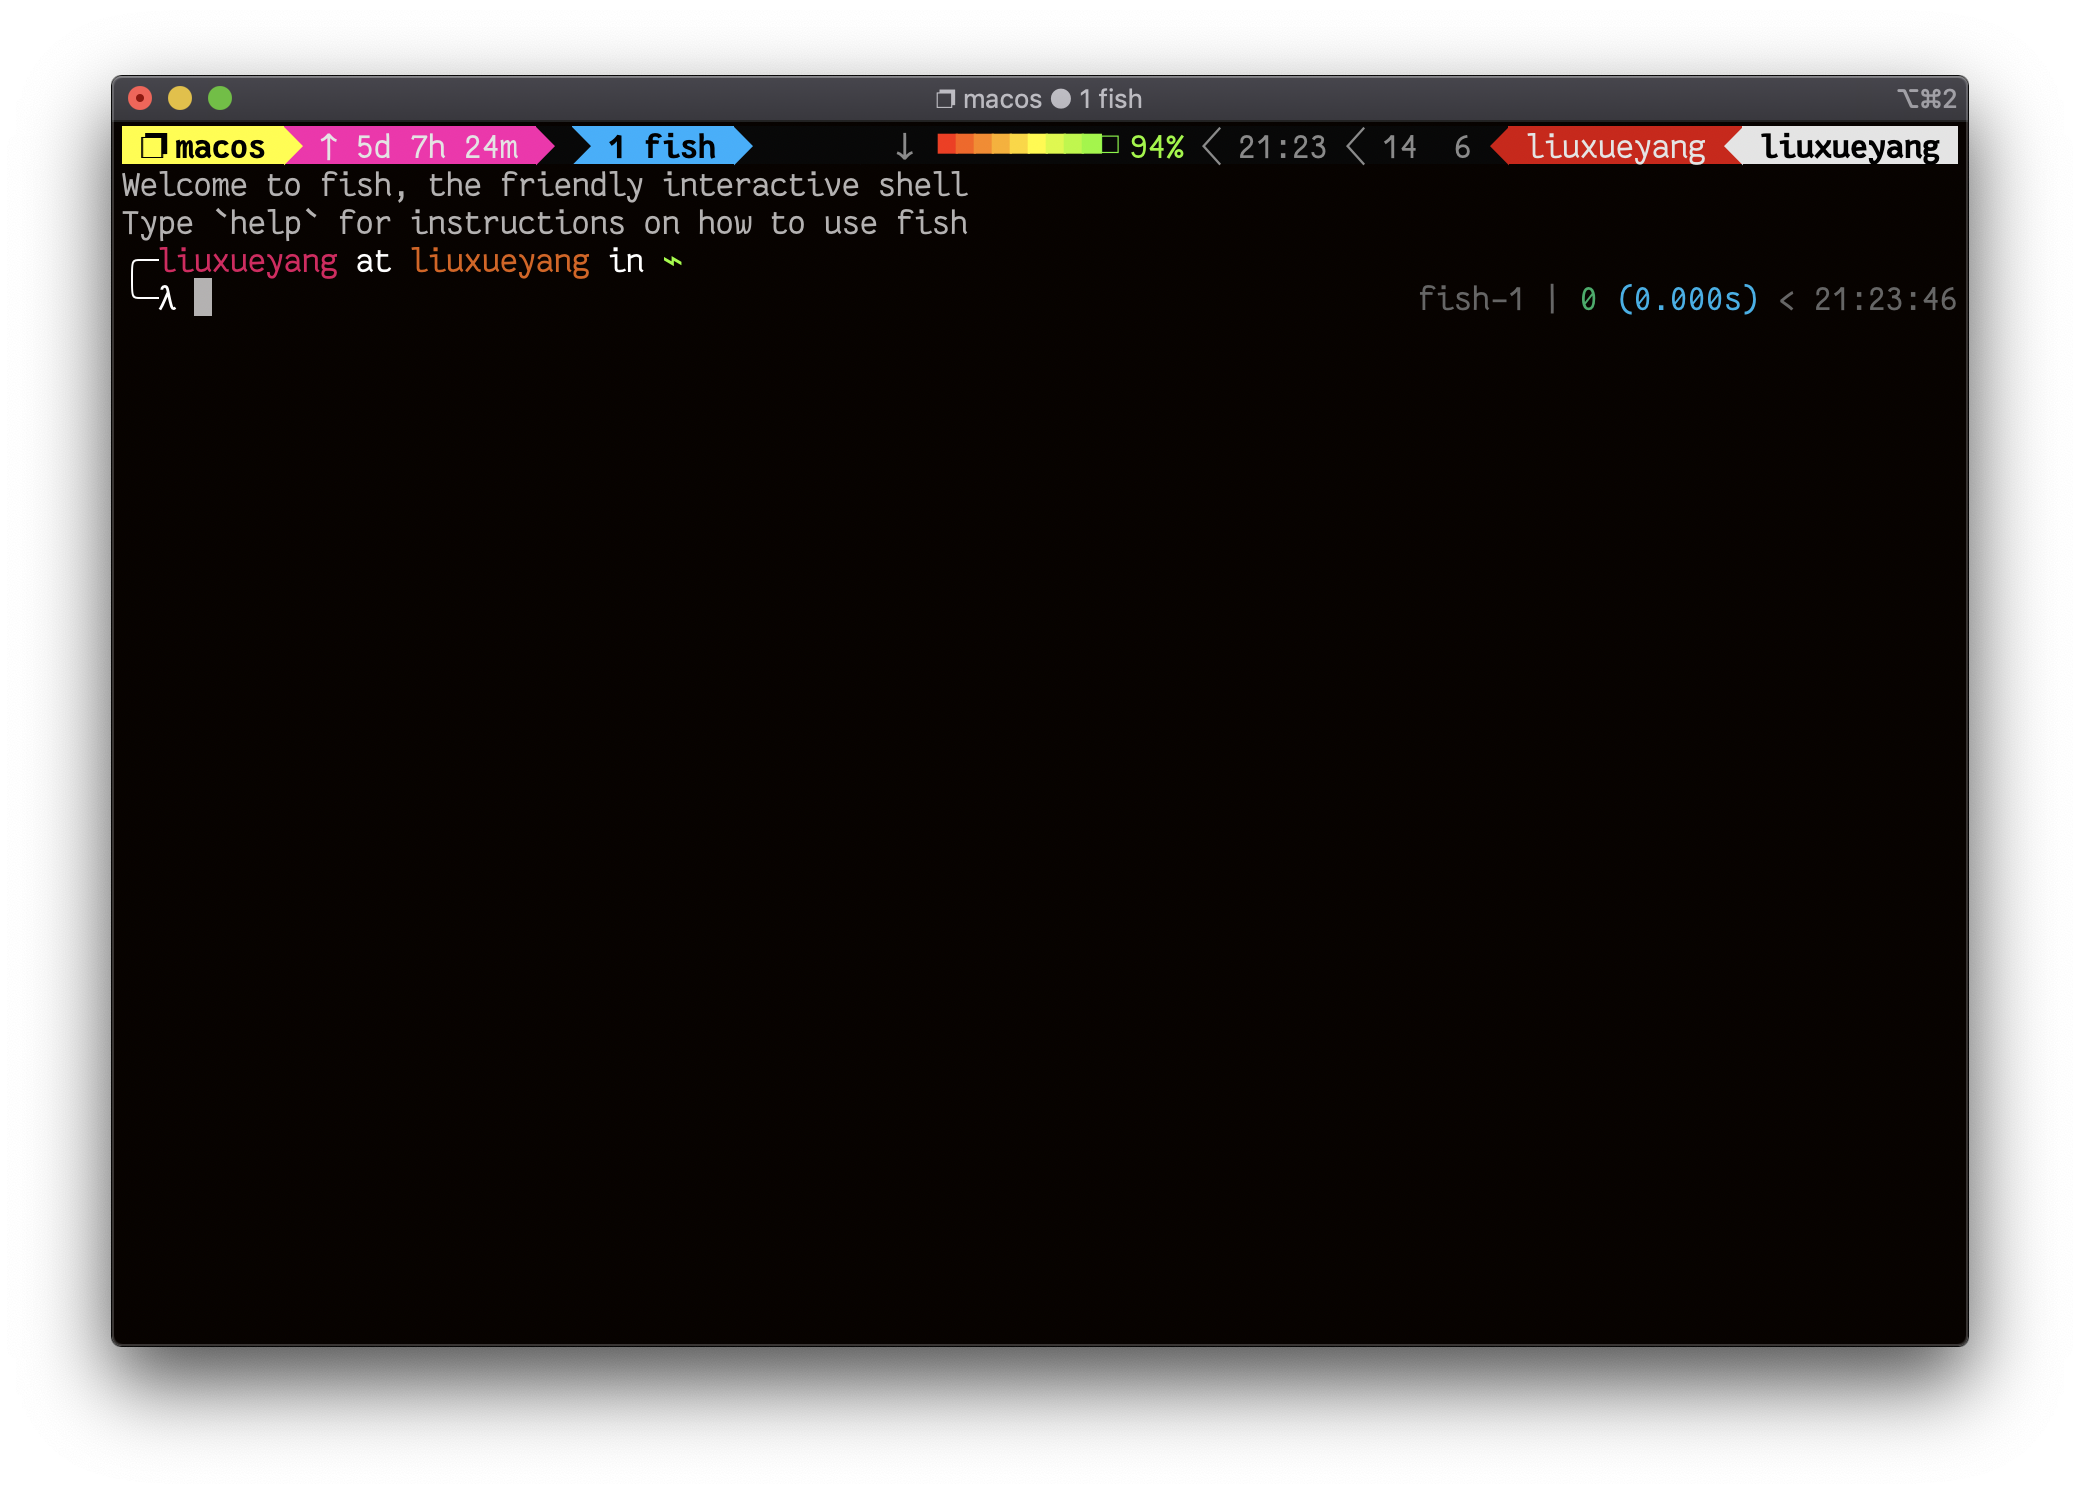 ❐ macos ● 1 fish ⌥⌘2
❐ macos ↑ 5d 7h 24m 1 fish ↓ 94% 21:23 14 6 liuxueyang liuxueyang
Welcome to fish, the friendly interactive shell
Type `help` for instructions on how to use fish
╭─liuxueyang at liuxueyang in ~
╰─λ fish-1 | 0 (0.000s) < 21:23:46